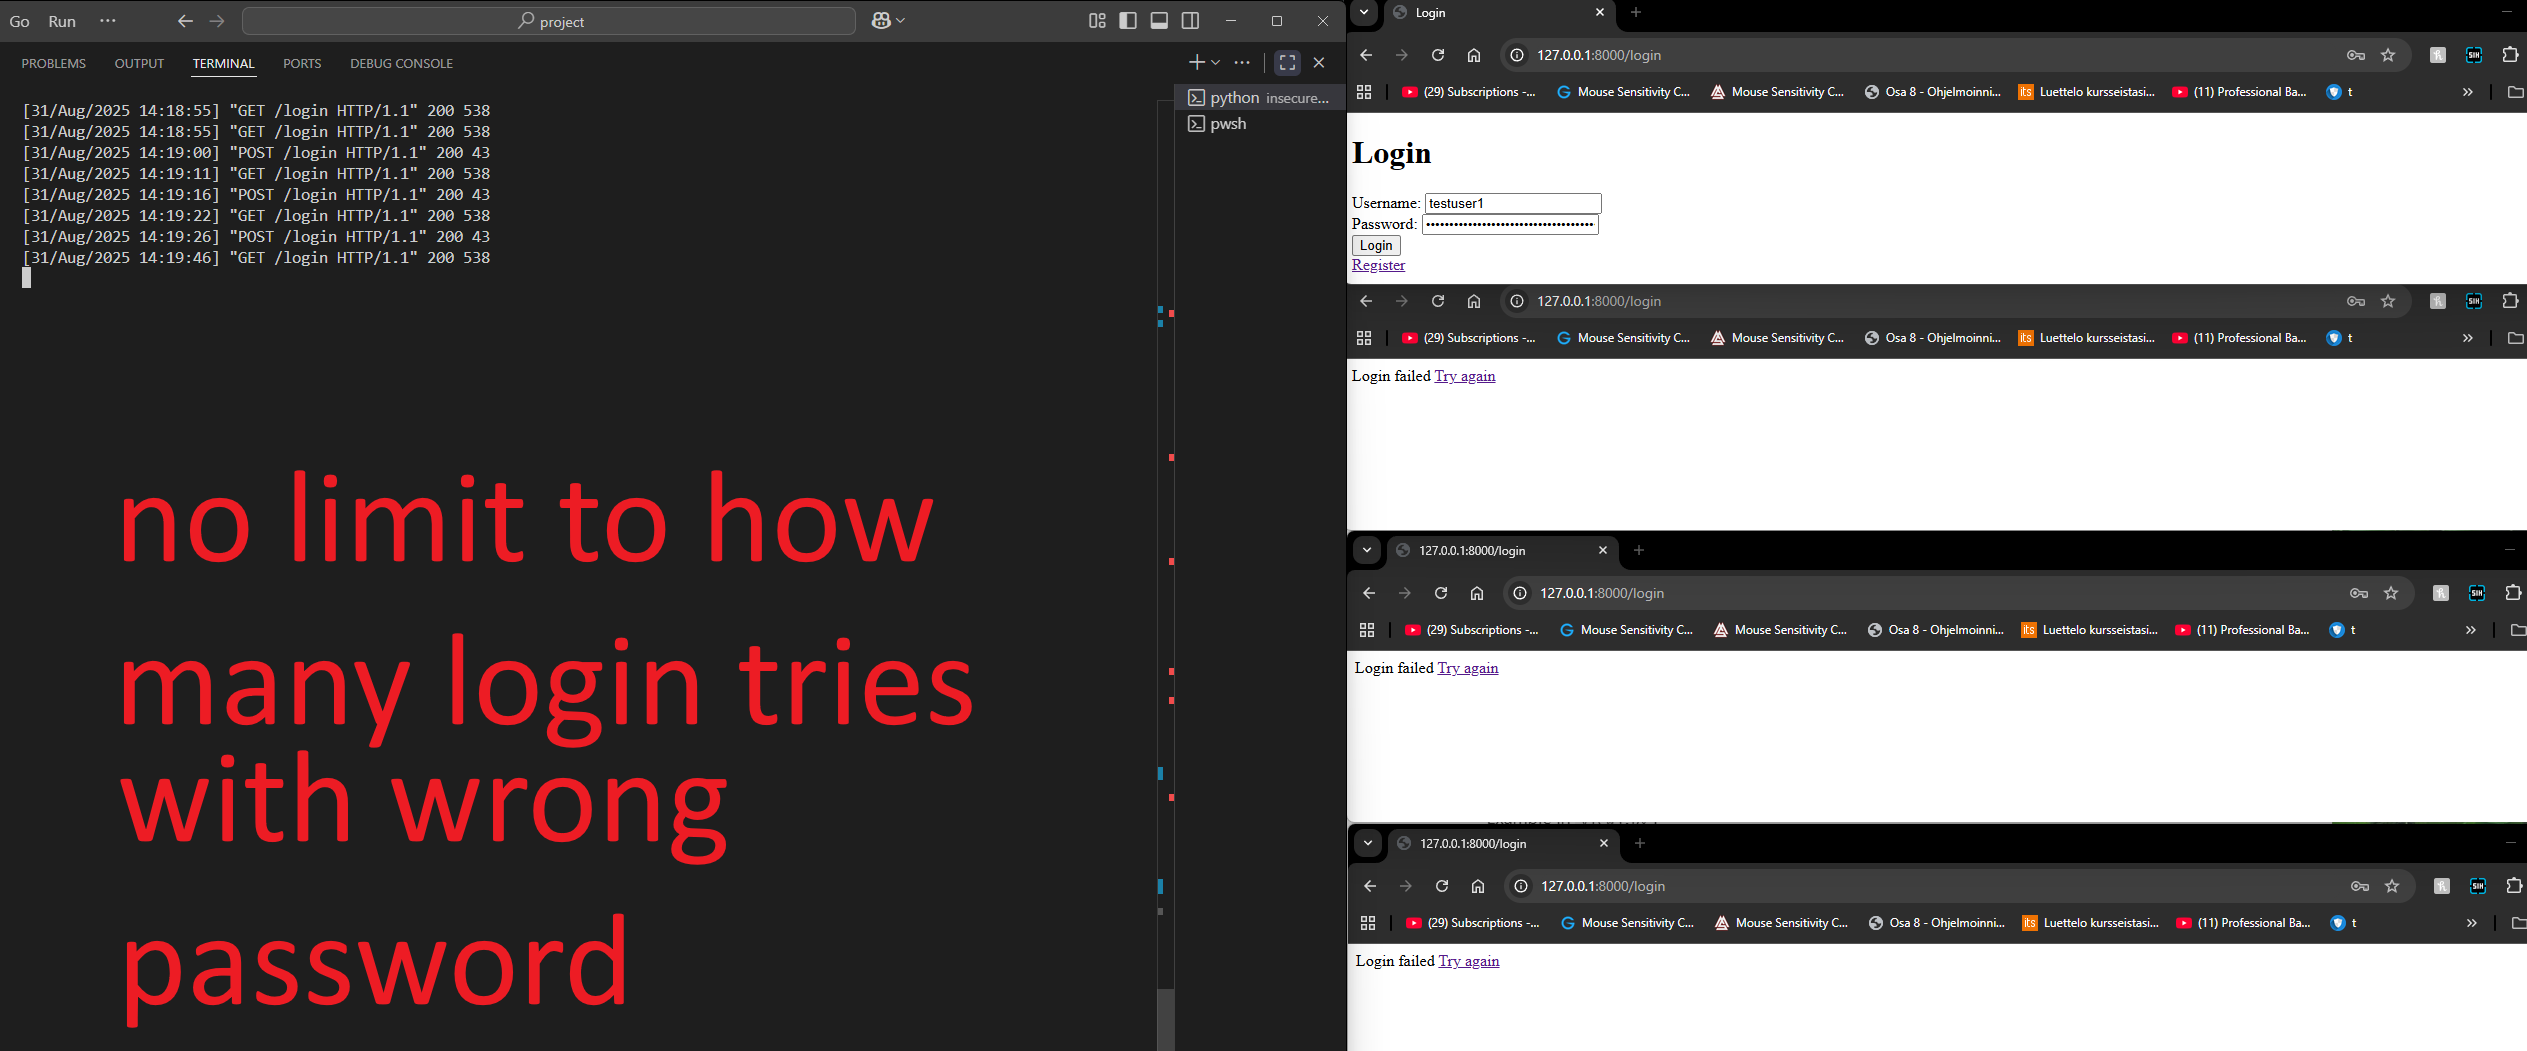 Go Run ··· project
PROBLEMS OUTPUT TERMINAL PORTS DEBUG CONSOLE
[31/Aug/2025 14:18:55] "GET /login HTTP/1.1" 200 538
[31/Aug/2025 14:18:55] "GET /login HTTP/1.1" 200 538
[31/Aug/2025 14:19:00] "POST /login HTTP/1.1" 200 43
[31/Aug/2025 14:19:11] "GET /login HTTP/1.1" 200 538
[31/Aug/2025 14:19:16] "POST /login HTTP/1.1" 200 43
[31/Aug/2025 14:19:22] "GET /login HTTP/1.1" 200 538
[31/Aug/2025 14:19:26] "POST /login HTTP/1.1" 200 43
[31/Aug/2025 14:19:46] "GET /login HTTP/1.1" 200 538
python insecure...
pwsh
no limit to how
many login tries
with wrong
password
Login
127.0.0.1:8000/login
(29) Subscriptions -... Mouse Sensitivity C... Mouse Sensitivity C... Osa 8 - Ohjelmoinni... its Luettelo kursseistasi... (11) Professional Ba... t
Login
Username: testuser1
Password: ••••••••••••••••••••••••••••••••••••
Login
Register
127.0.0.1:8000/login
(29) Subscriptions -... Mouse Sensitivity C... Mouse Sensitivity C... Osa 8 - Ohjelmoinni... its Luettelo kursseistasi... (11) Professional Ba... t
Login failed Try again
127.0.0.1:8000/login
127.0.0.1:8000/login
(29) Subscriptions -... Mouse Sensitivity C... Mouse Sensitivity C... Osa 8 - Ohjelmoinni... its Luettelo kursseistasi... (11) Professional Ba... t
Login failed Try again
127.0.0.1:8000/login
127.0.0.1:8000/login
(29) Subscriptions -... Mouse Sensitivity C... Mouse Sensitivity C... Osa 8 - Ohjelmoinni... its Luettelo kursseistasi... (11) Professional Ba... t
Login failed Try again